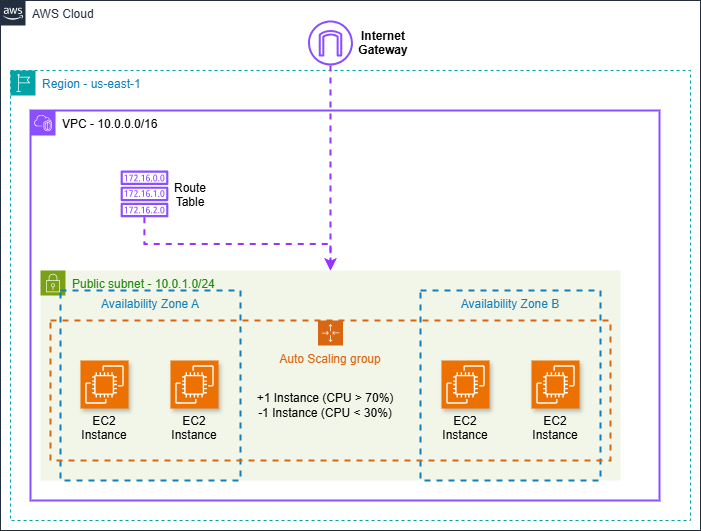 aws
AWS Cloud
Internet
Gateway
Region - us-east-1
VPC - 10.0.0.0/16
172.16.0.0
172.16.1.0
172.16.2.0
Route
Table
Public subnet - 10.0.1.0/24
Availability Zone A
Availability Zone B
Auto Scaling group
+1 Instance (CPU > 70%)
-1 Instance (CPU < 30%)
EC2
Instance
EC2
Instance
EC2
Instance
EC2
Instance